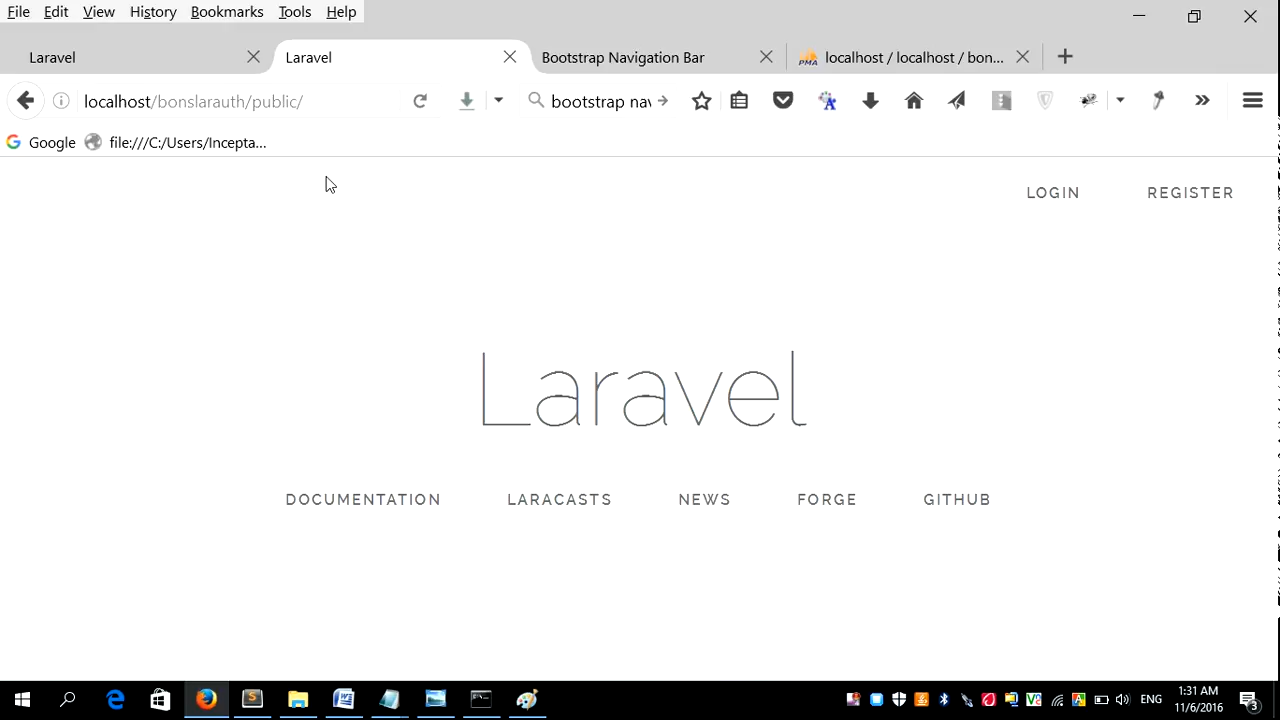 File Edit View History Bookmarks Tools Help
Laravel Laravel Bootstrap Navigation Bar PMA localhost / localhost / bon...
localhost/bonslarauth/public/ bootstrap nav
Google file:///C:/Users/Incepta...
LOGIN REGISTER
Laravel
DOCUMENTATION LARACASTS NEWS FORGE GITHUB
ENG 1:31 AM
11/6/2016 3